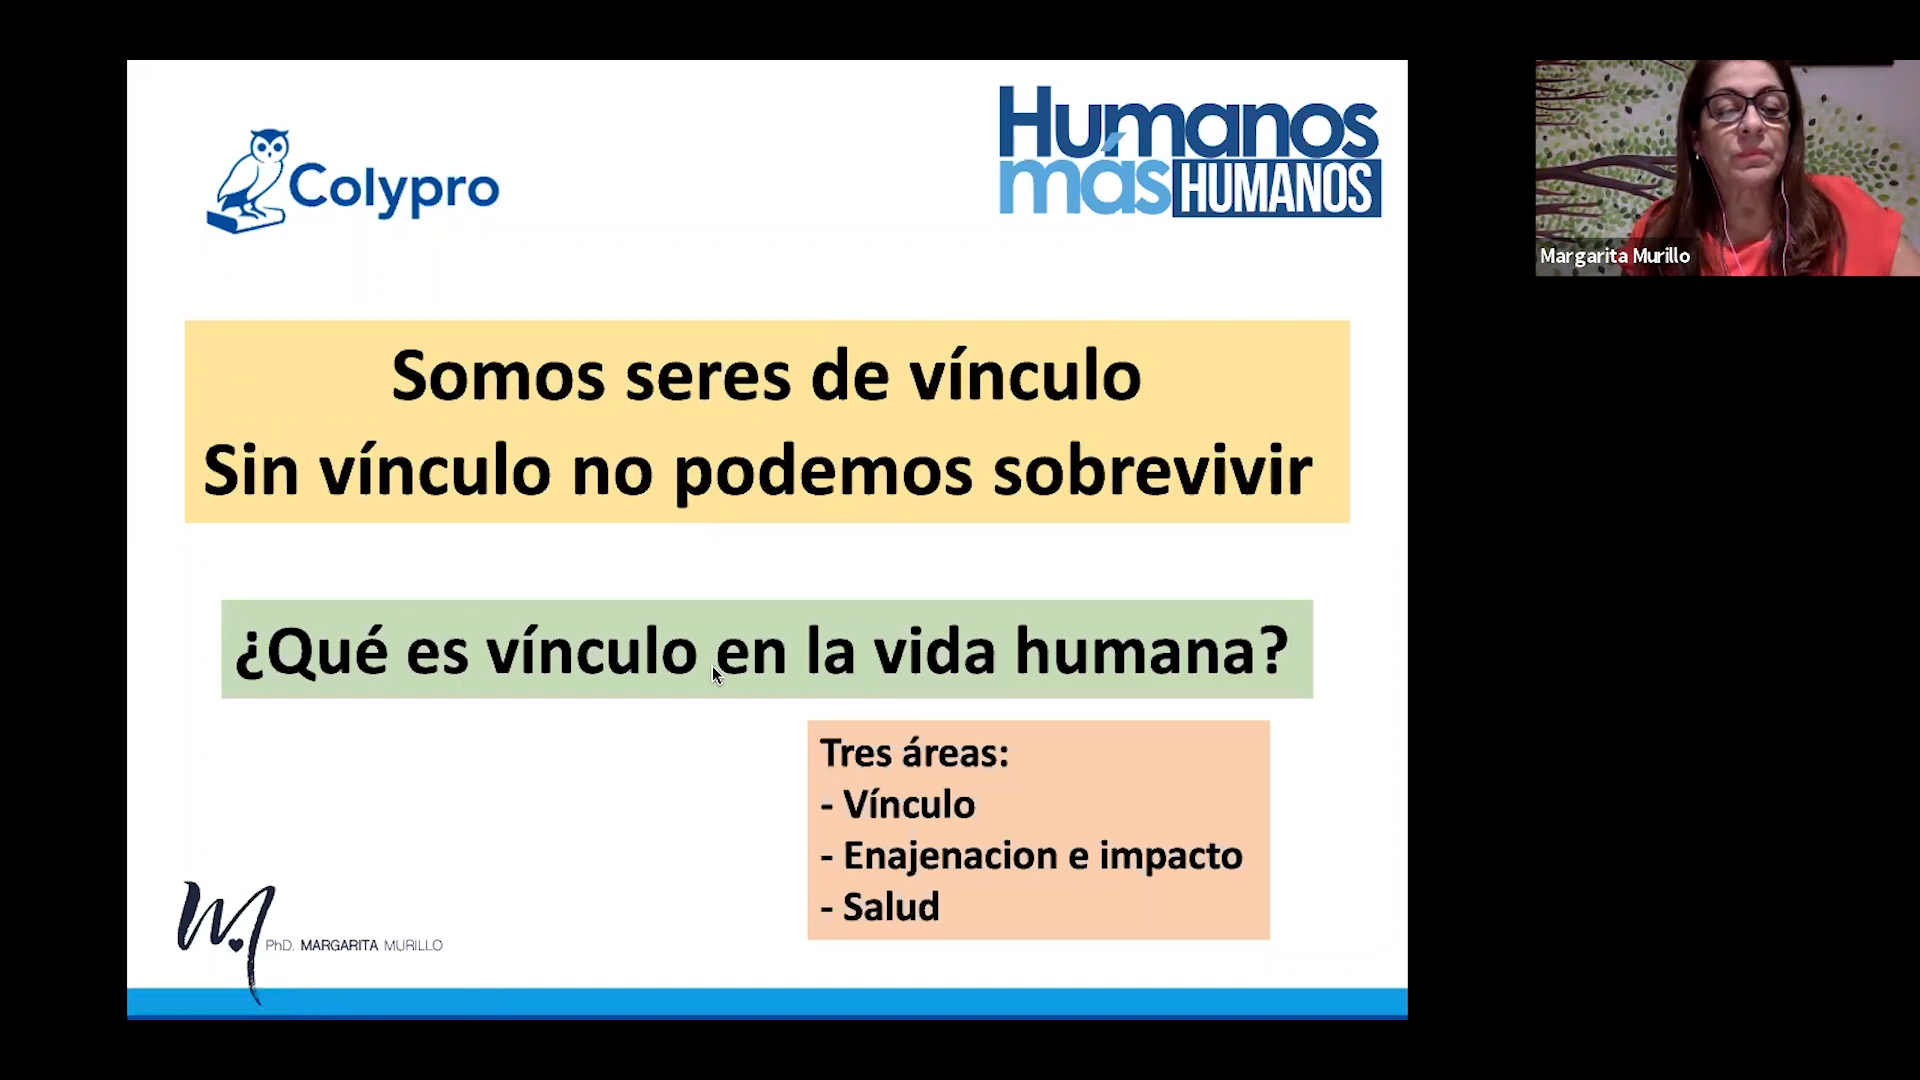 Colypro
Humanos
más HUMANOS
Margarita Murillo
Somos seres de vínculo
Sin vínculo no podemos sobrevivir
¿Qué es vínculo en la vida humana?
Tres áreas:
- Vínculo
- Enajenacion e impacto
- Salud
M
PhD. MARGARITA MURILLO